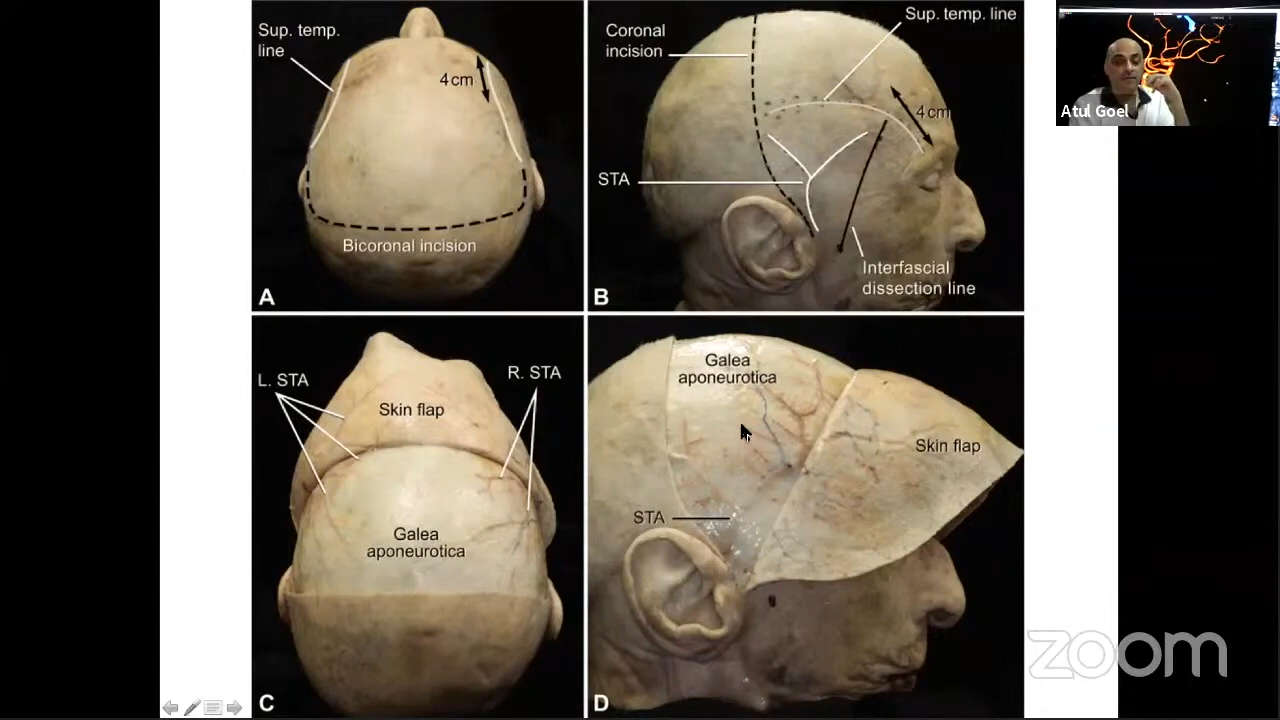 Sup. temp.
line
4 cm
Bicoronal incision
A
Coronal
incision
Sup. temp. line
4 cm
STA
Interfascial
dissection line
B
L. STA
R. STA
Skin flap
Galea
aponeurotica
C
Galea
aponeurotica
Skin flap
STA
D
Atul Goel
zoom